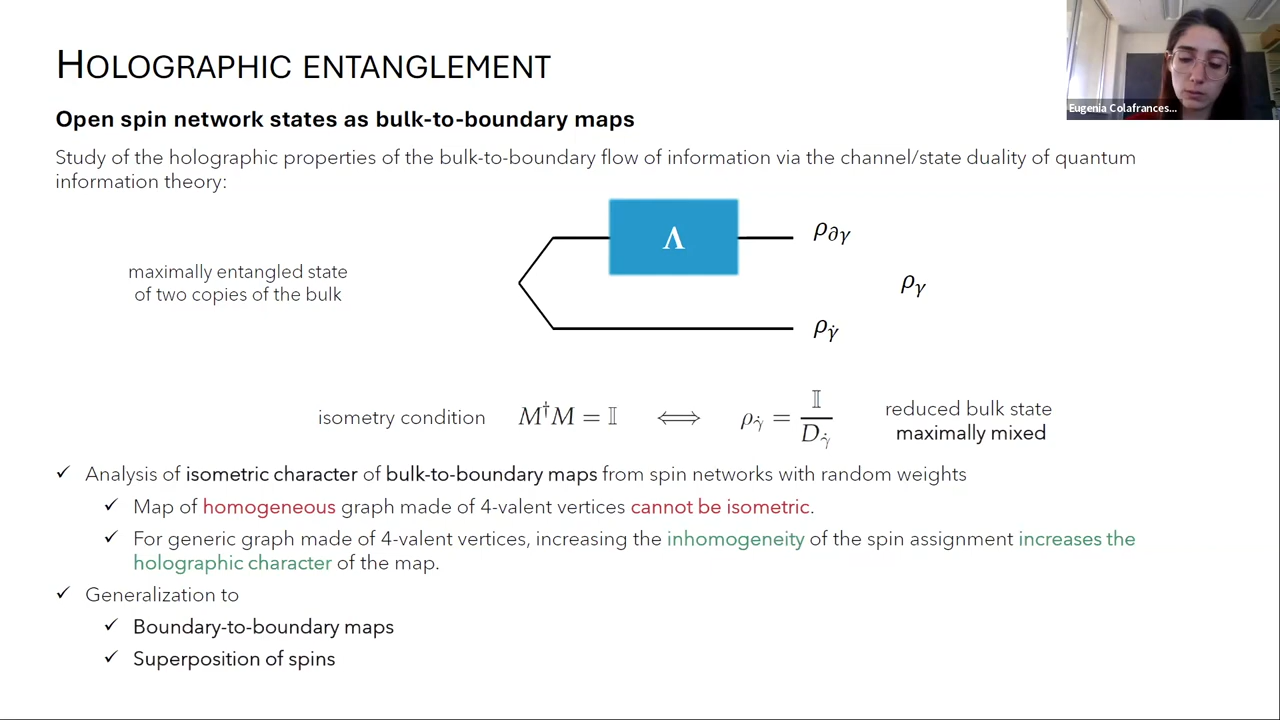 HOLOGRAPHIC ENTANGLEMENT
Eugenia Colafrances...
Open spin network states as bulk-to-boundary maps
Study of the holographic properties of the bulk-to-boundary flow of information via the channel/state duality of quantum
information theory:
Λ
ρ∂γ
maximally entangled state
of two copies of the bulk
ργ
ργ̇
isometry condition M†M = 𝕀 ⟺ ργ̇ = 𝕀 / Dγ̇
reduced bulk state
maximally mixed
✓ Analysis of isometric character of bulk-to-boundary maps from spin networks with random weights
✓ Map of homogeneous graph made of 4-valent vertices cannot be isometric.
✓ For generic graph made of 4-valent vertices, increasing the inhomogeneity of the spin assignment increases the
holographic character of the map.
✓ Generalization to
✓ Boundary-to-boundary maps
✓ Superposition of spins